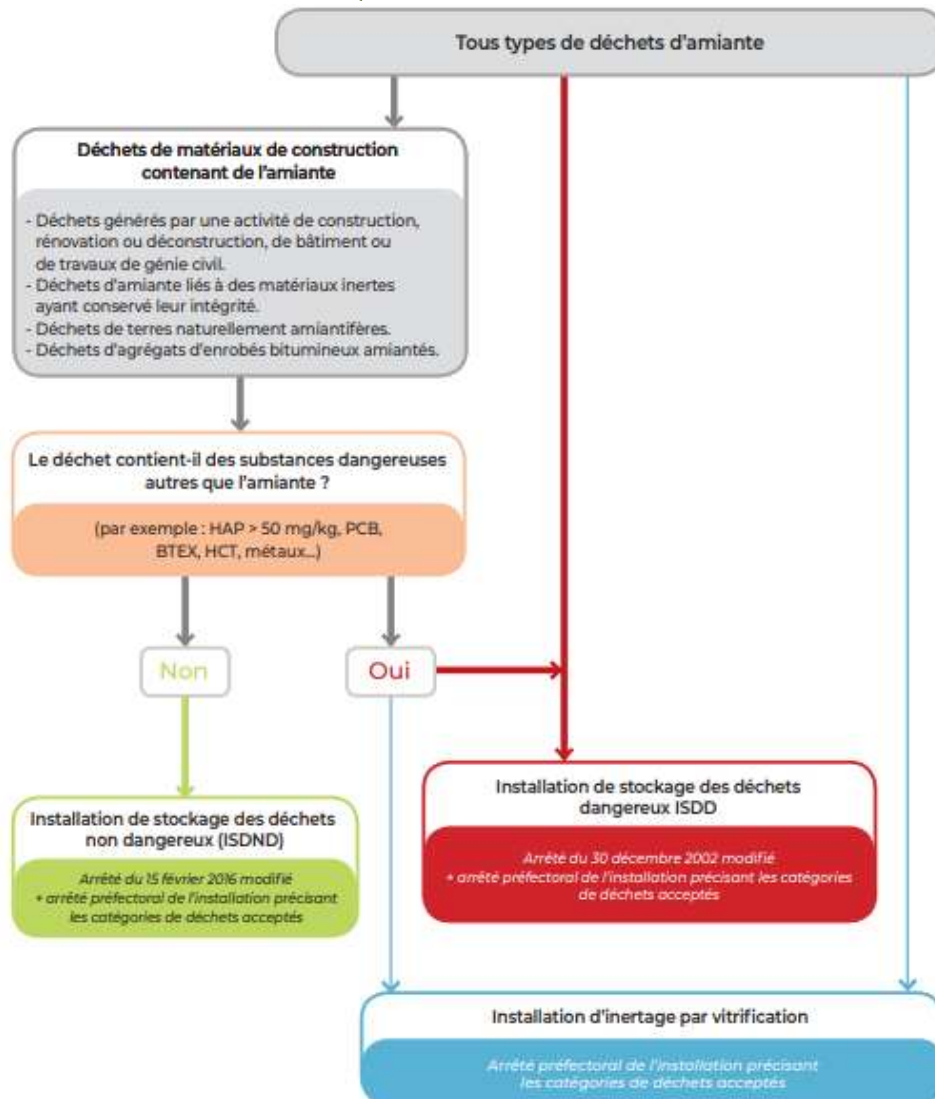 Tous types de déchets d'amiante
Déchets de matériaux de construction
contenant de l'amiante
- Déchets générés par une activité de construction,
rénovation ou déconstruction, de bâtiment ou
de travaux de génie civil.
- Déchets d'amiante liés à des matériaux inertes
ayant conservé leur intégrité.
- Déchets de terres naturellement amiantifères.
- Déchets d'agrégats d'enrobés bitumineux amiantés.
Le déchet contient-il des substances dangereuses
autres que l'amiante ?
(par exemple : HAP > 50 mg/kg, PCB,
BTEX, HCT, métaux...)
Non
Oui
Installation de stockage des déchets
non dangereux (ISDND)
Arrêté du 15 février 2016 modifié
+ arrêté préfectoral de l'installation précisant
les catégories de déchets acceptés
Installation de stockage des déchets
dangereux ISDD
Arrêté du 30 décembre 2002 modifié
+ arrêté préfectoral de l'installation précisant les catégories
de déchets acceptés
Installation d'inertage par vitrification
Arrêté préfectoral de l'installation précisant
les catégories de déchets acceptés